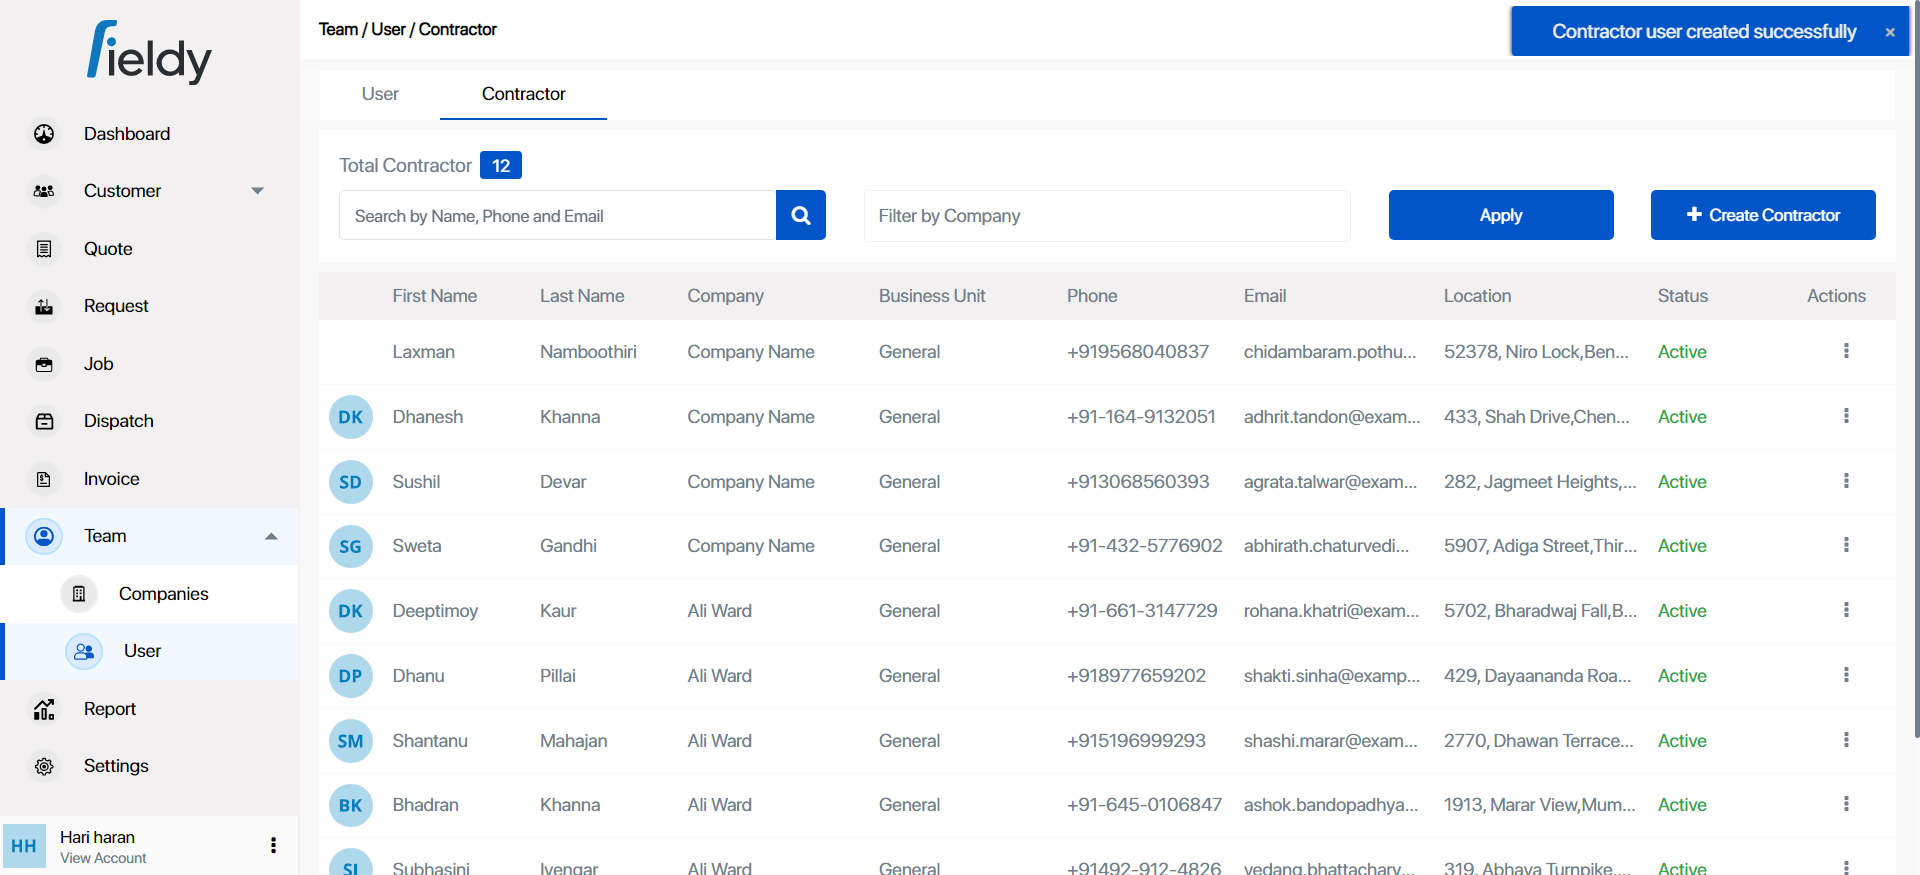 fieldy
Dashboard
Customer
Quote
Request
Job
Dispatch
Invoice
Team
Companies
User
Report
Settings
HH
Hari haran
View Account
Team / User / Contractor
Contractor user created successfully ×
User Contractor
Total Contractor 12
Search by Name, Phone and Email
Filter by Company
Apply
Create Contractor
First Name Last Name Company Business Unit Phone Email Location Status Actions
Laxman Namboothiri Company Name General +919568040837 chidambaram.pothu... 52378, Niro Lock,Ben... Active
DK Dhanesh Khanna Company Name General +91-164-9132051 adhrit.tandon@exam... 433, Shah Drive,Chen... Active
SD Sushil Devar Company Name General +913068560393 agrata.talwar@exam... 282, Jagmeet Heights,... Active
SG Sweta Gandhi Company Name General +91-432-5776902 abhirath.chaturvedi... 5907, Adiga Street,Thir... Active
DK Deeptimoy Kaur Ali Ward General +91-661-3147729 rohana.khatri@exam... 5702, Bharadwaj Fall,B... Active
DP Dhanu Pillai Ali Ward General +918977659202 shakti.sinha@examp... 429, Dayaananda Roa... Active
SM Shantanu Mahajan Ali Ward General +915196999293 shashi.marar@exam... 2770, Dhawan Terrace... Active
BK Bhadran Khanna Ali Ward General +91-645-0106847 ashok.bandopadhya... 1913, Marar View,Mum... Active
SI Subhasini Iyengar Ali Ward General +91492-912-4826 vedang.bhattachary... 319, Abhaya Turnpike,... Active